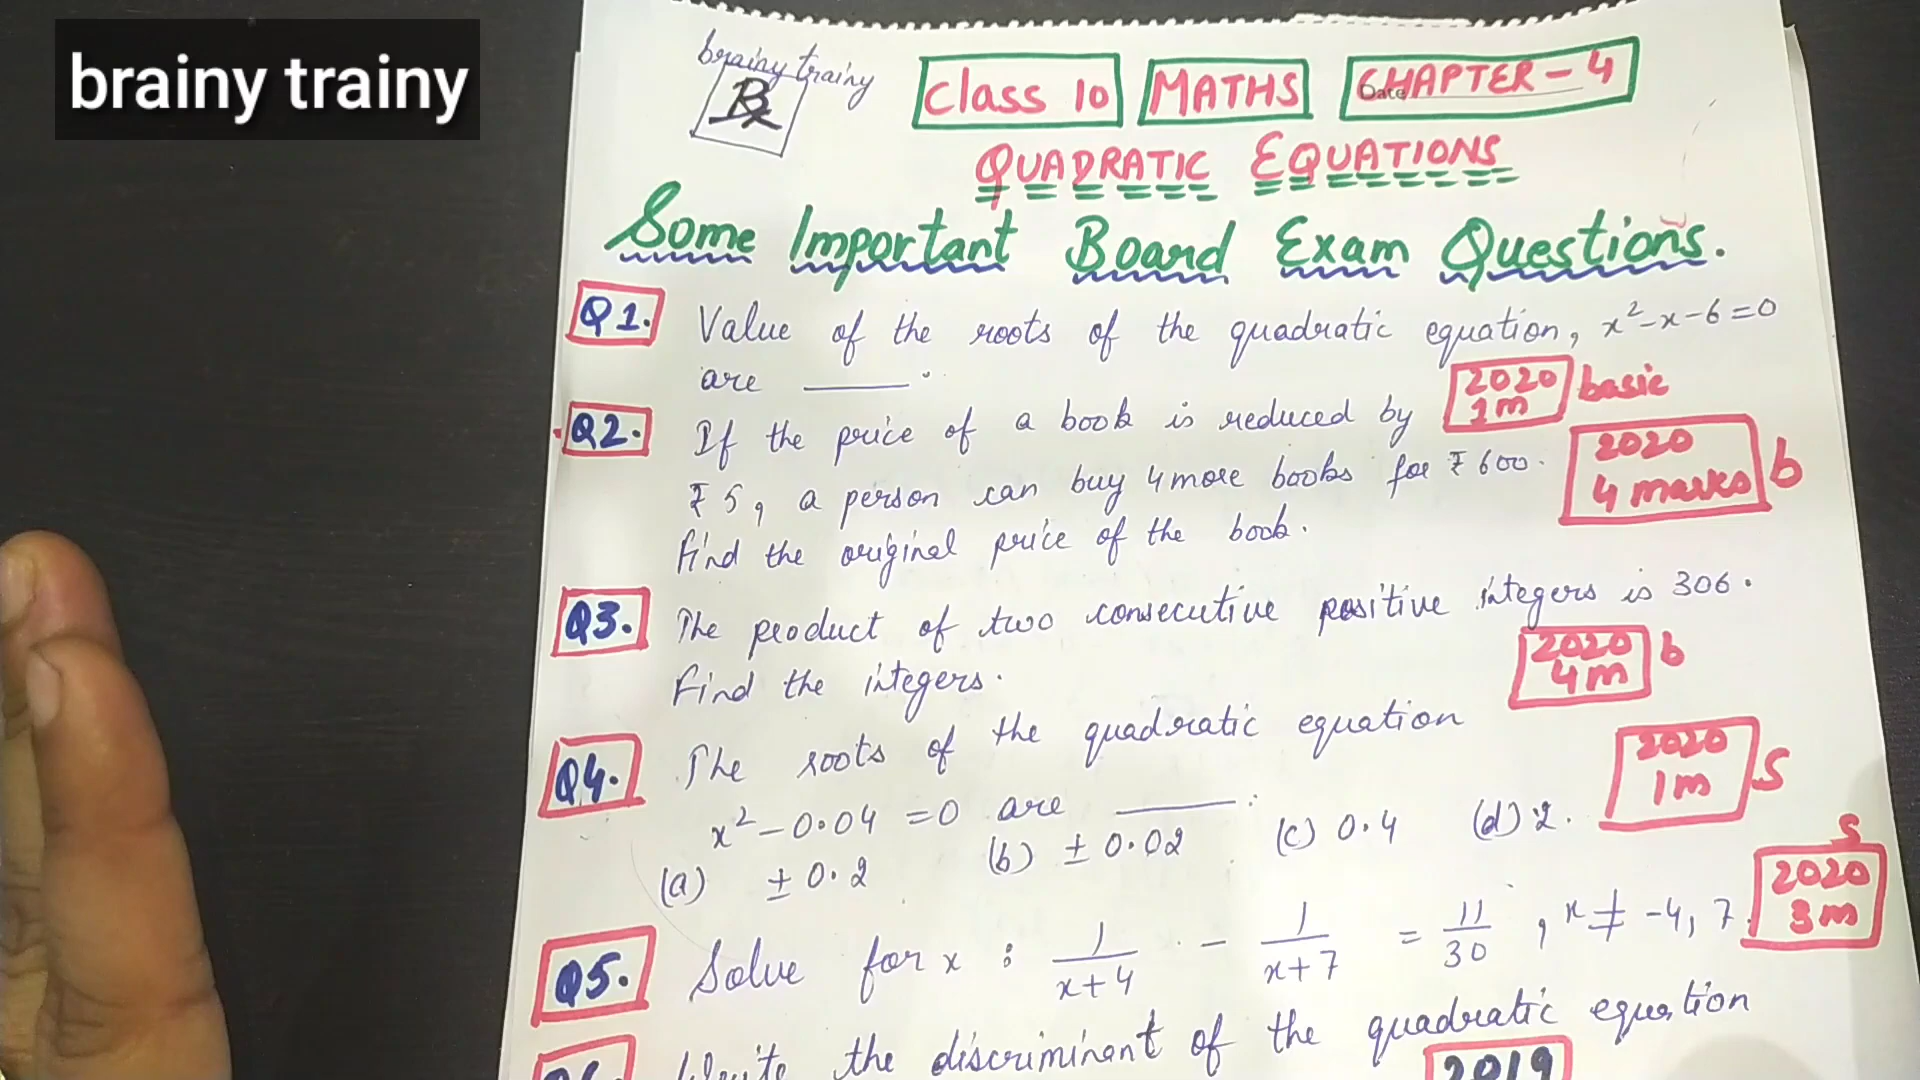 brainy trainy
brainy trainy
Class 10 MATHS CHAPTER-4
Date
QUADRATIC EQUATIONS
Some Important Board Exam Questions.
Q1. Value of the roots of the quadratic equation, x²-x-6=0
are ______.
2020 1m basic
Q2. If the price of a book is reduced by
₹5, a person can buy 4 more books for ₹600.
find the original price of the book.
2020 4 marks b
Q3. The product of two consecutive positive integers is 306.
Find the integers.
2020 4m b
Q4. The roots of the quadratic equation
x²-0.04=0 are ______:
2020 1m S
(a) ±0.2 (b) ±0.02 (c) 0.4 (d) 2.
Q5. Solve for x : 1/(x+4) - 1/(x+7) = 11/30, x≠-4, 7.
S 2020 3m
Q6. Write the discriminant of the quadratic equation
2019